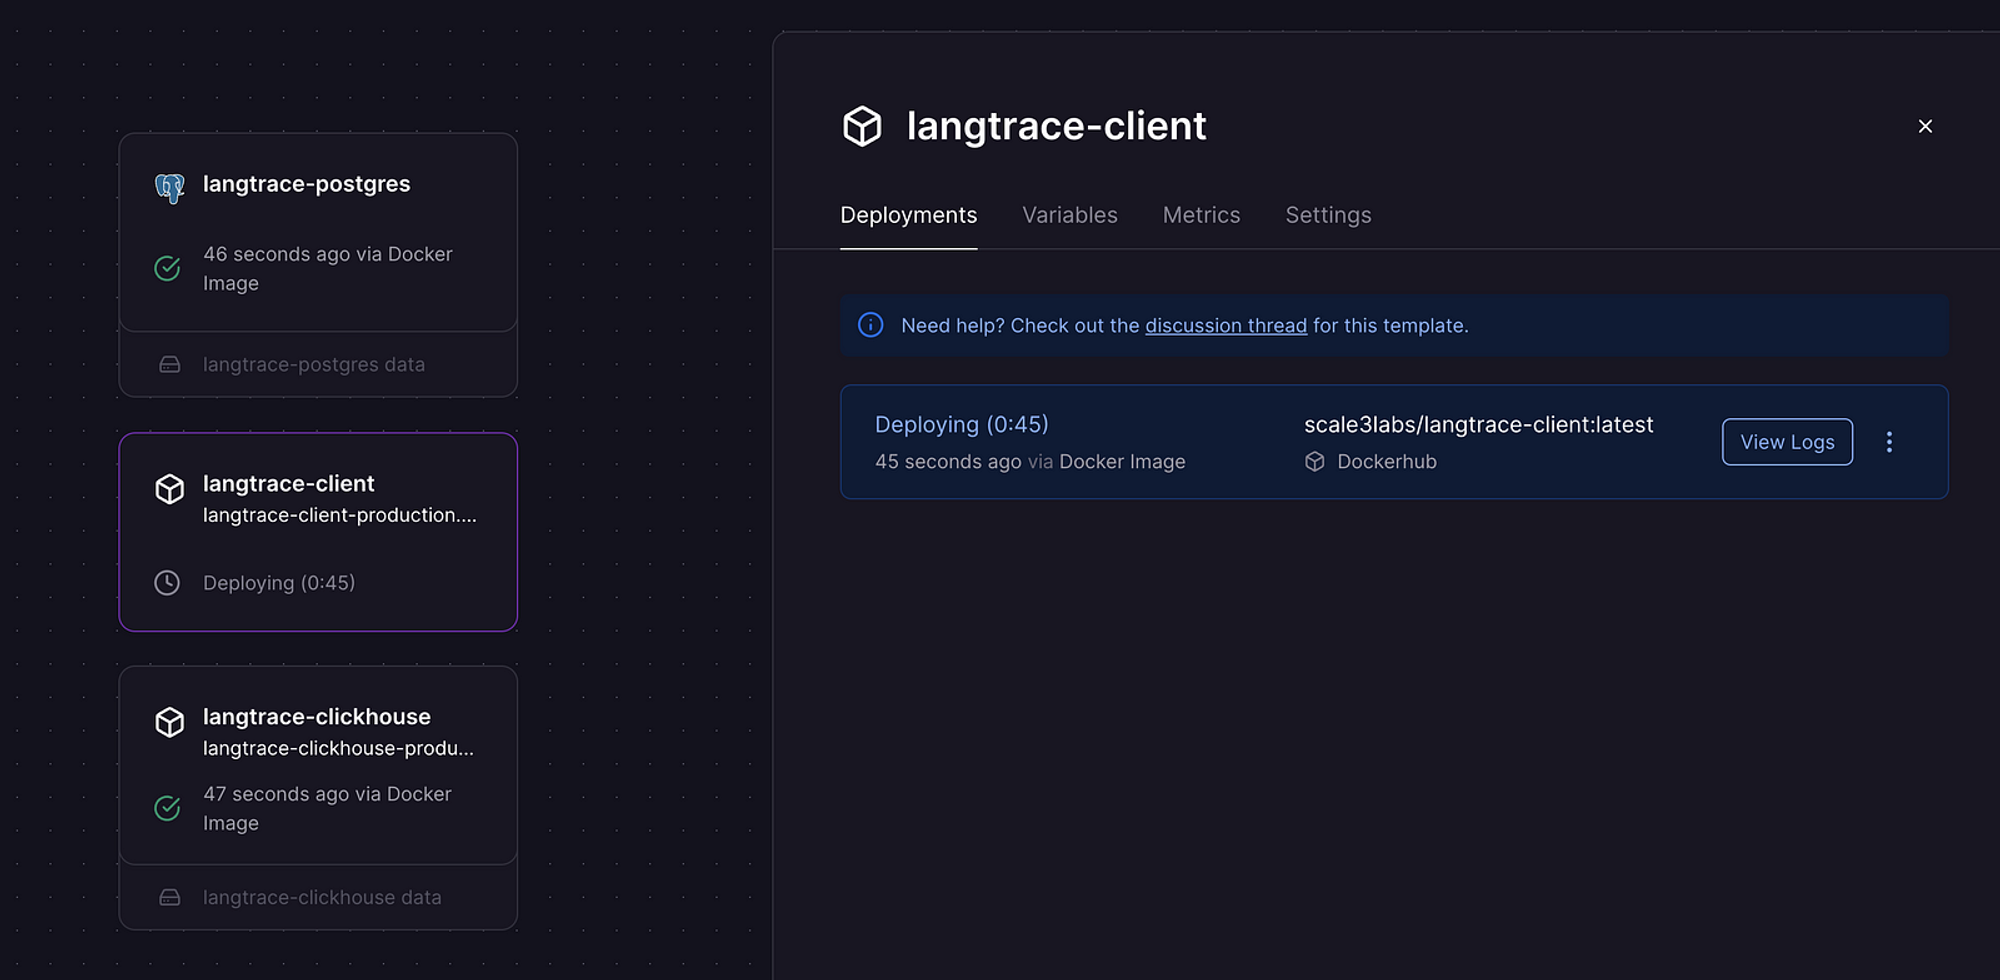 langtrace-postgres
46 seconds ago via Docker
Image
langtrace-postgres data
langtrace-client
langtrace-client-production....
Deploying (0:45)
langtrace-clickhouse
langtrace-clickhouse-produ...
47 seconds ago via Docker
Image
langtrace-clickhouse data
langtrace-client
Deployments Variables Metrics Settings
Need help? Check out the discussion thread for this template.
Deploying (0:45)
45 seconds ago via Docker Image
scale3labs/langtrace-client:latest
Dockerhub
View Logs